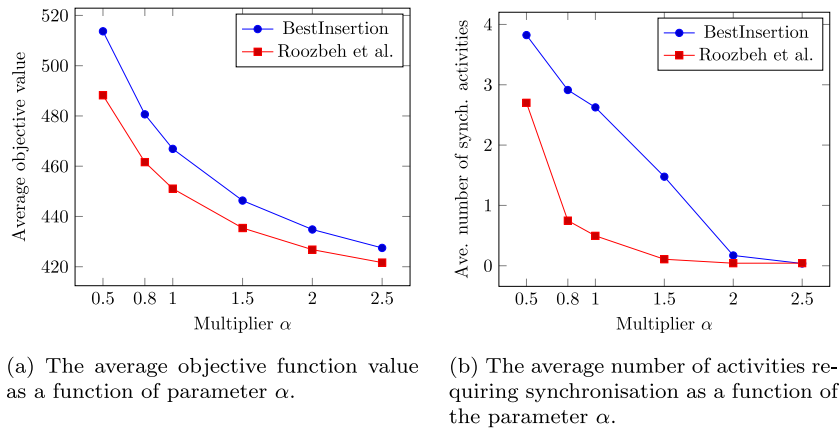 520
500
480
460
440
420
0.5
0.8
1
1.5
2
2.5
Multiplier α
Average objective value
BestInsertion
Roozbeh et al.
4
3
2
1
0
0.5
0.8
1
1.5
2
2.5
Multiplier α
Ave. number of synch. activities
BestInsertion
Roozbeh et al.
(a) The average objective function value
as a function of parameter α.
(b) The average number of activities re-
quiring synchronisation as a function of
the parameter α.